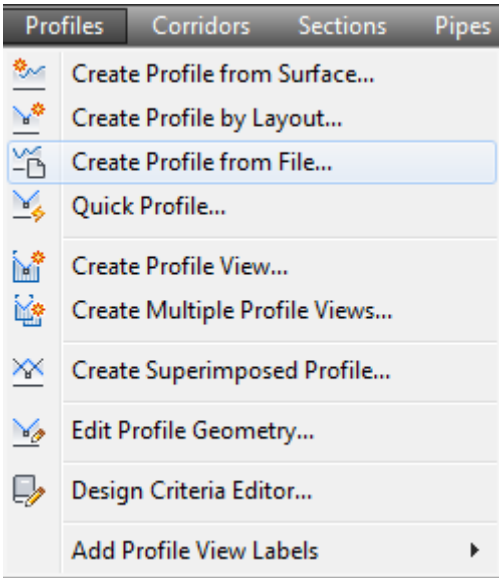 Profiles Corridors Sections Pipes
Create Profile from Surface...
Create Profile by Layout...
Create Profile from File...
Quick Profile...
Create Profile View...
Create Multiple Profile Views...
Create Superimposed Profile...
Edit Profile Geometry...
Design Criteria Editor...
Add Profile View Labels